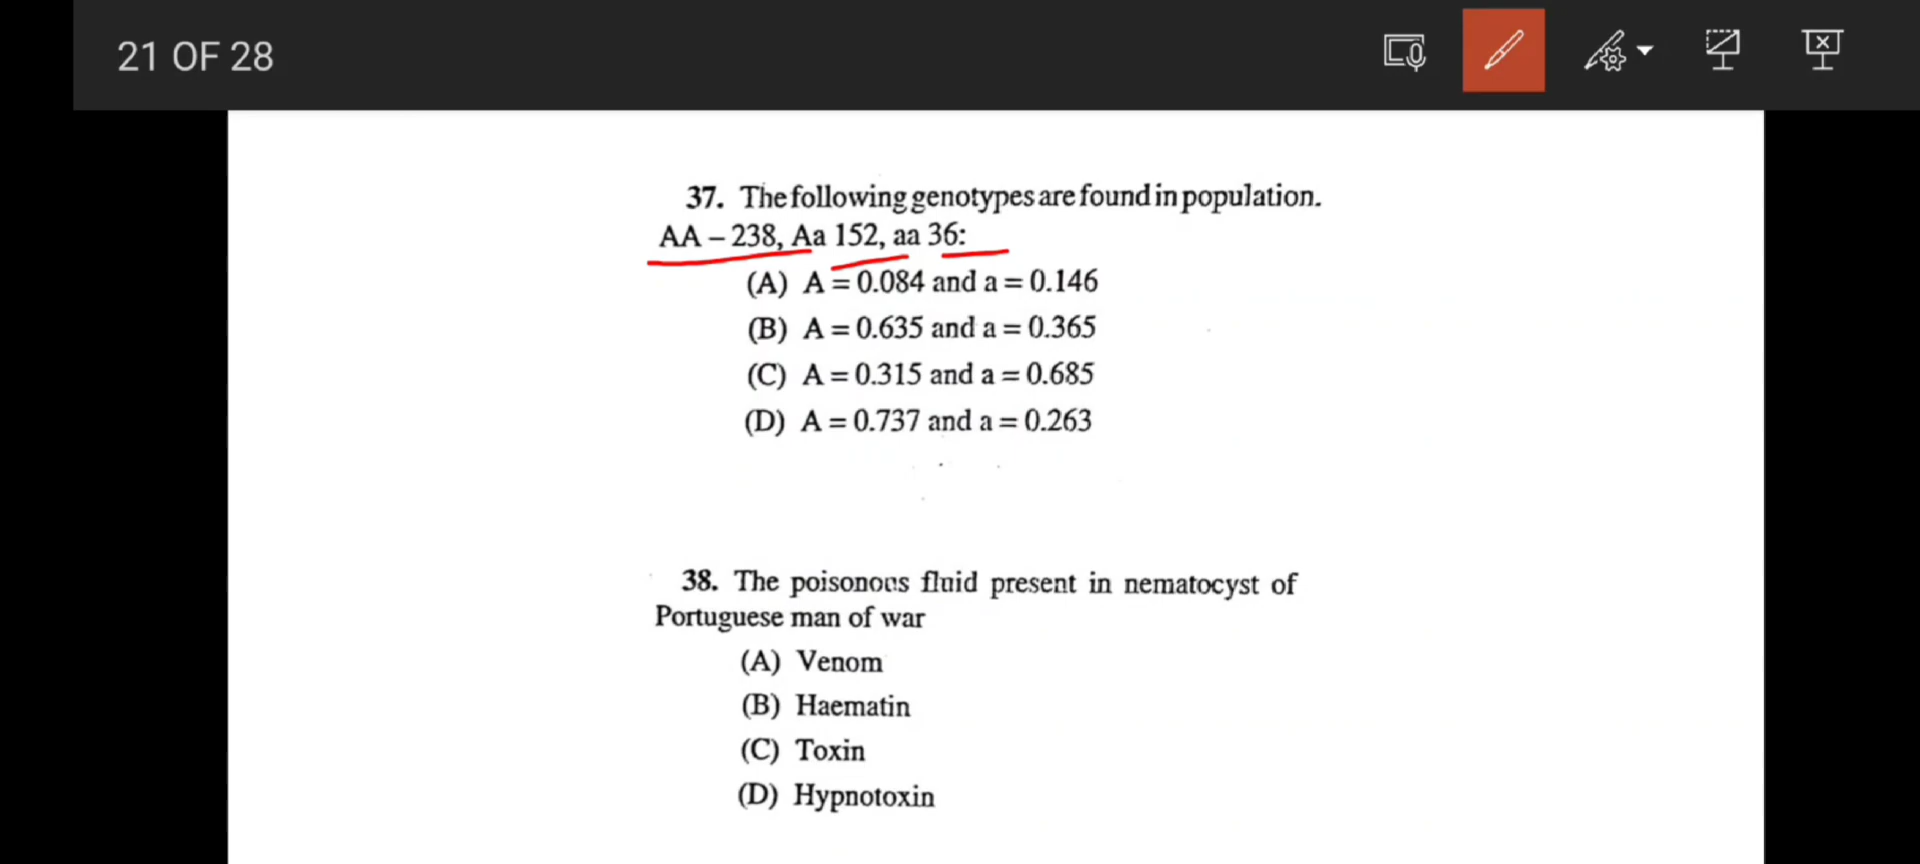 21 OF 28
37. The following genotypes are found in population.
AA – 238, Aa 152, aa 36:
(A) A = 0.084 and a = 0.146
(B) A = 0.635 and a = 0.365
(C) A = 0.315 and a = 0.685
(D) A = 0.737 and a = 0.263
38. The poisonous fluid present in nematocyst of
Portuguese man of war
(A) Venom
(B) Haematin
(C) Toxin
(D) Hypnotoxin